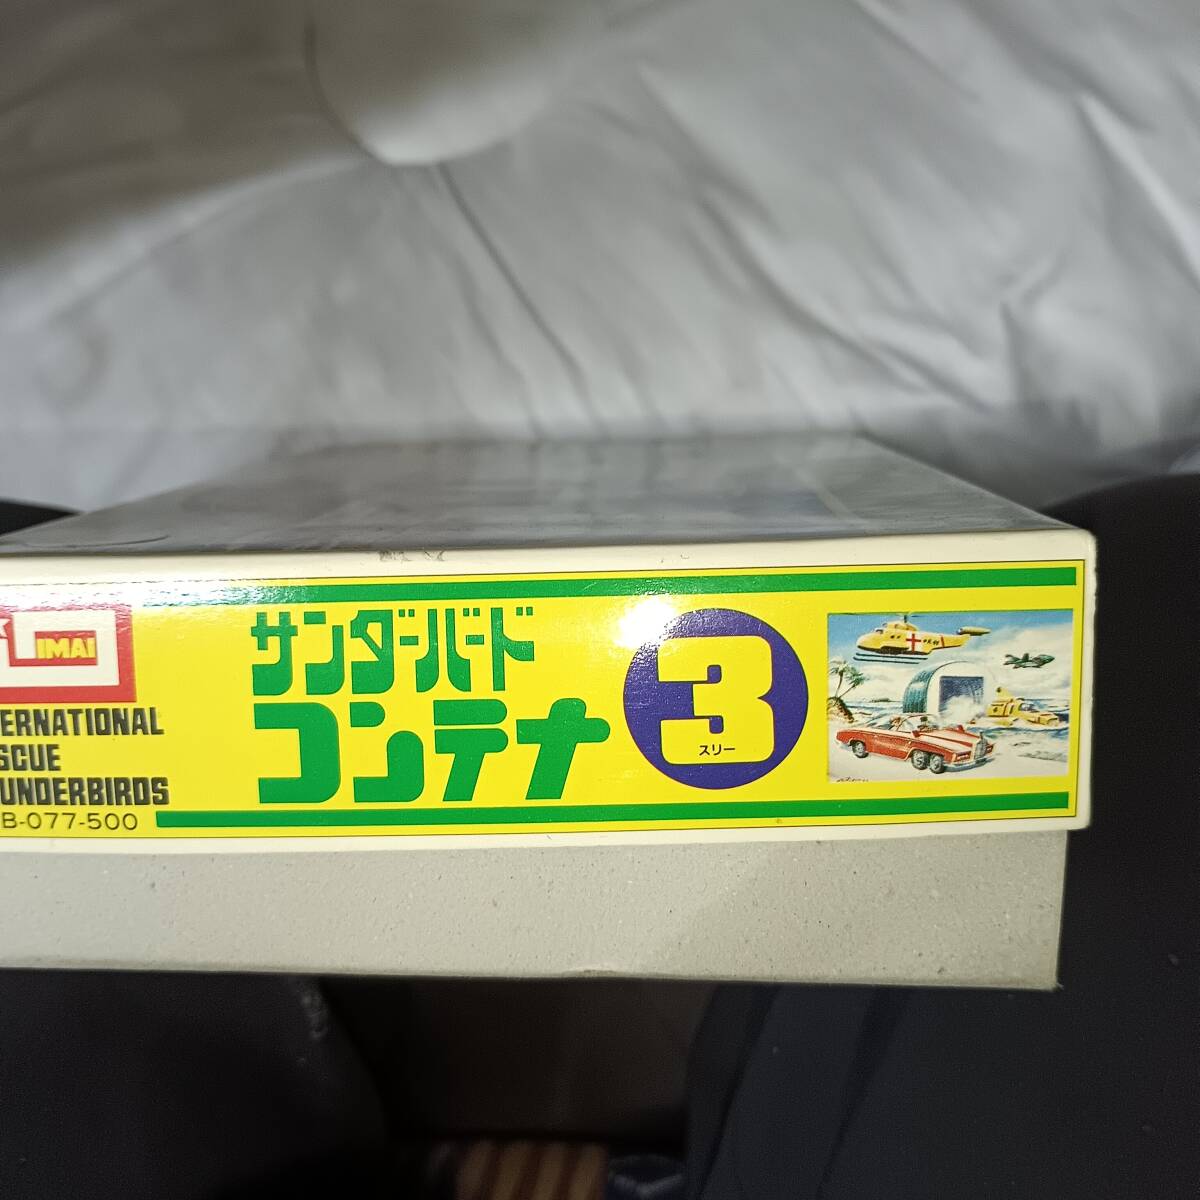 IMAI
TERNATIONAL
SCUE
UNDERBIRDS
B-077-500
サンダーバード
コンテナ
3
スリー